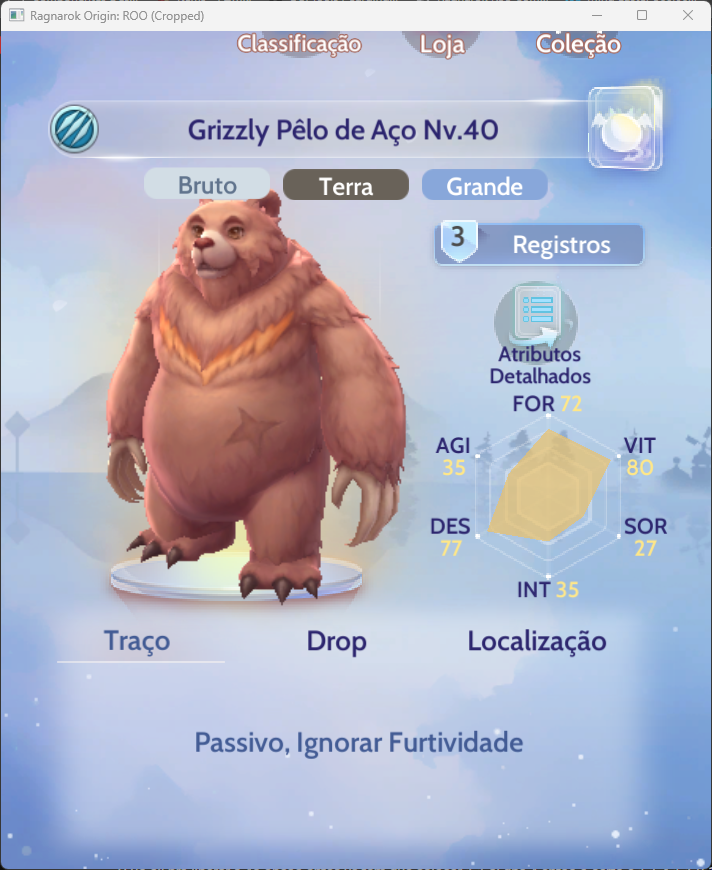 Ragnarok Origin: ROO (Cropped)
Classificação
Loja
Coleção
Grizzly Pêlo de Aço Nv.40
Bruto
Terra
Grande
3
Registros
Atributos
Detalhados
FOR 72
AGI
35
VIT
80
DES
77
SOR
27
INT 35
Traço
Drop
Localização
Passivo, Ignorar Furtividade